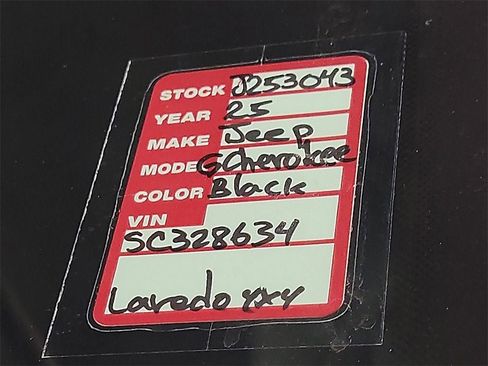 STOCK J253043
YEAR 25
MAKE Jeep
MODEL GCherokee
COLOR Black
VIN
SC328634
Laredo 4x4